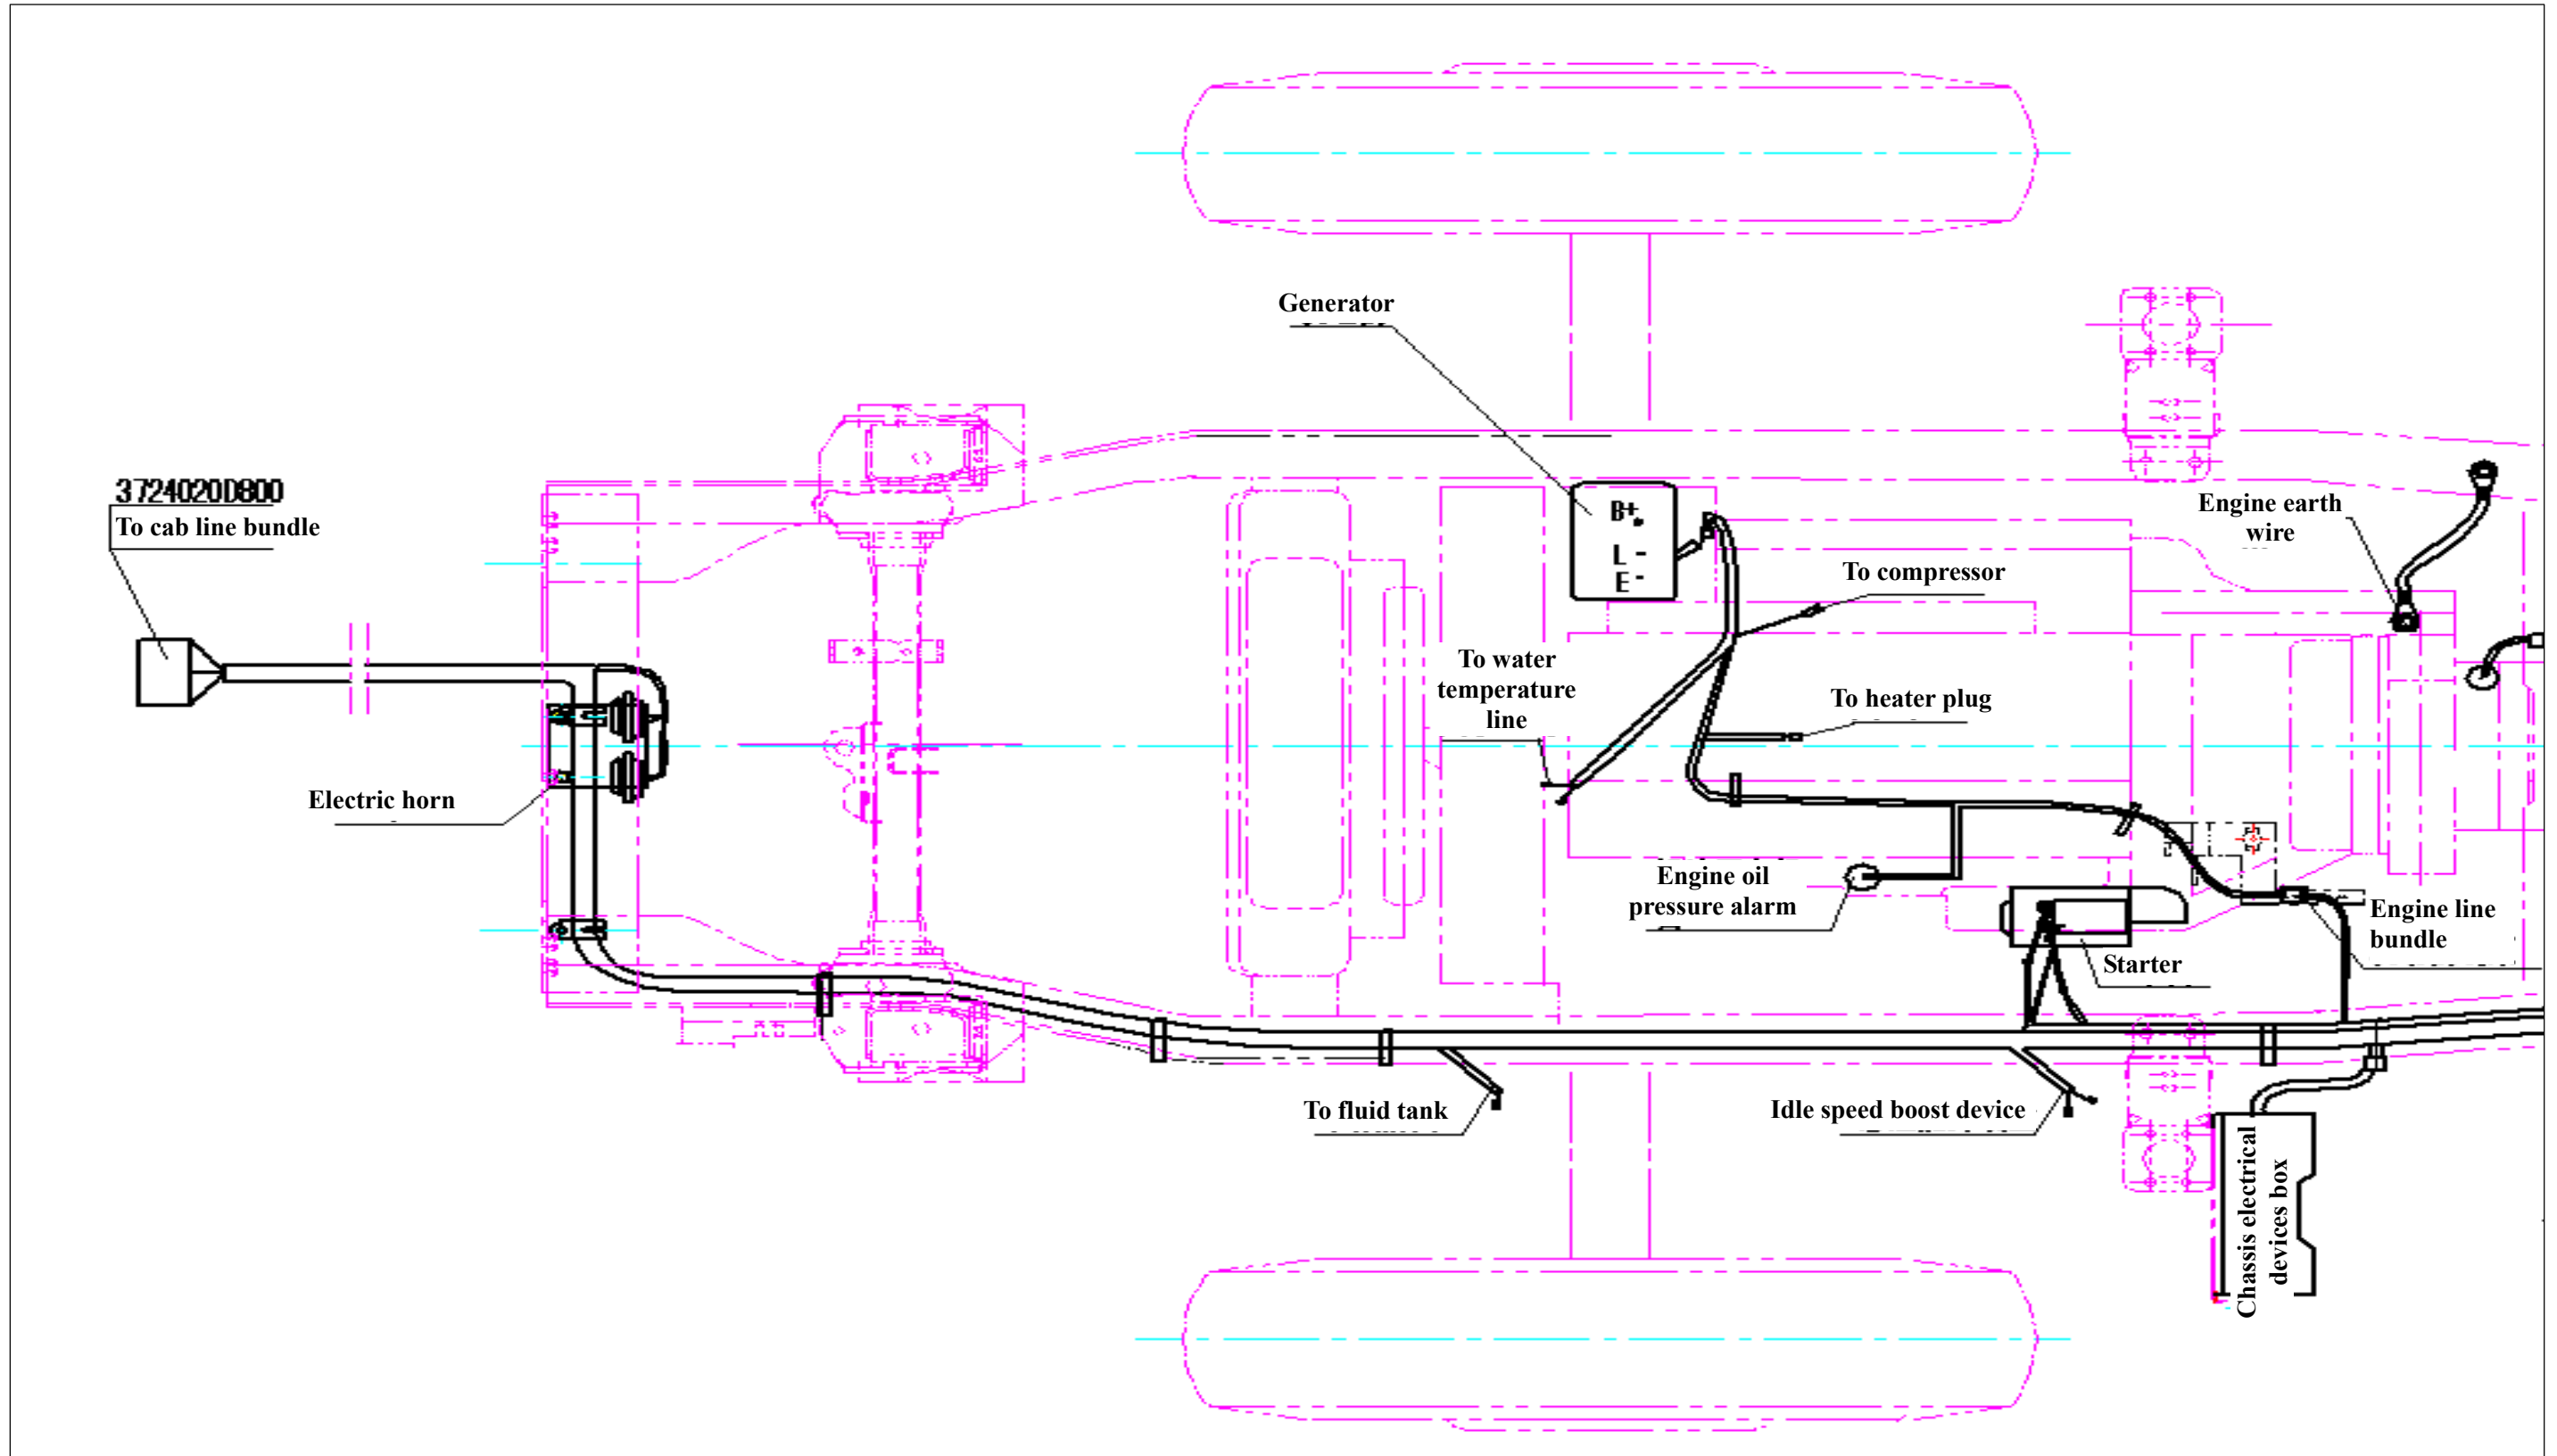 Generator
3724020D800
To cab line bundle
B+
L -
E -
Engine earth
wire
To compressor
To water
temperature
line
To heater plug
Electric horn
Engine oil
pressure alarm
Engine line
bundle
Starter
To fluid tank
Idle speed boost device
Chassis electrical
devices box